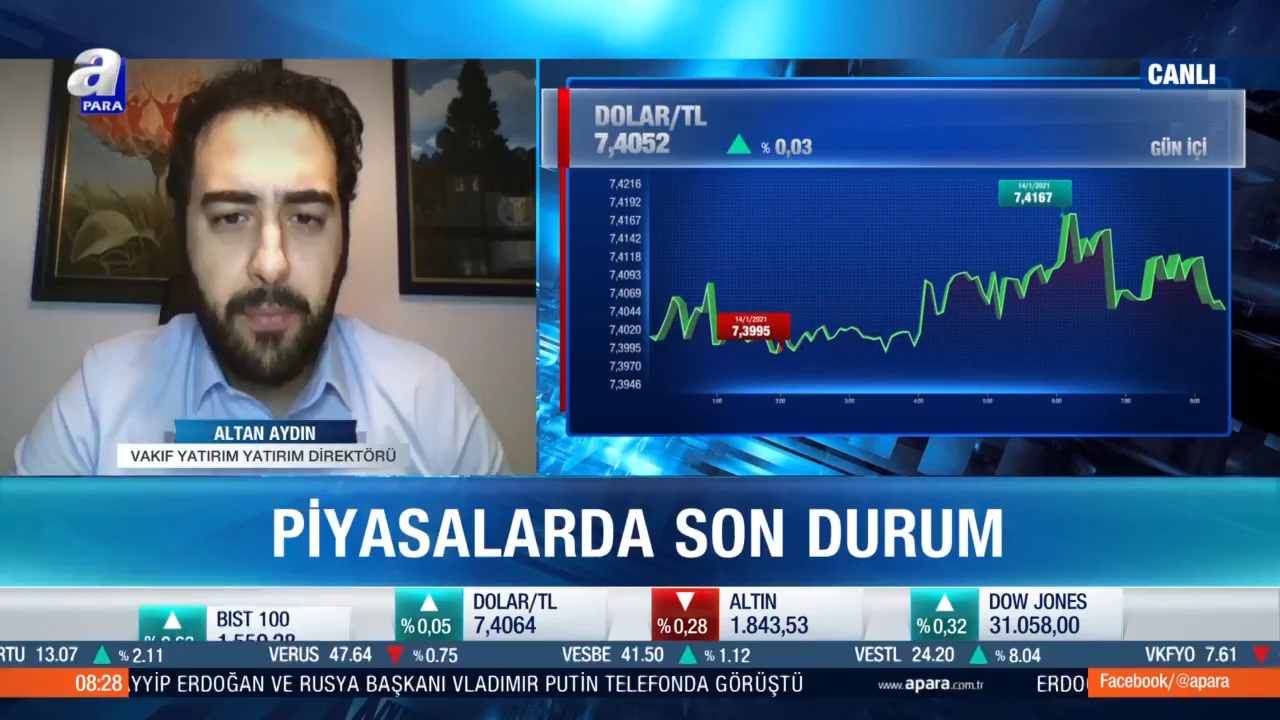 a
PARA
CANLI
DOLAR/TL
7,4052
% 0,03
GÜN İÇİ
7,4216
7,4192
7,4167
7,4142
7,4118
7,4093
7,4069
7,4044
7,4020
7,3995
7,3970
7,3946
14/1/2021
7,4167
14/1/2021
7,3995
1:00 2:00 3:00 4:00 5:00 6:00 7:00 8:00
ALTAN AYDIN
VAKIF YATIRIM YATIRIM DİREKTÖRÜ
PİYASALARDA SON DURUM
BIST 100
DOLAR/TL
% 0,05 7,4064
ALTIN
% 0,28 1.843,53
DOW JONES
% 0,32 31.058,00
RTU 13.07 % 2.11 VERUS 47.64 % 0.75 VESBE 41.50 % 1.12 VESTL 24.20 % 8.04 VKFYO 7.61
08:28 YYİP ERDOĞAN VE RUSYA BAŞKANI VLADIMIR PUTİN TELEFONDA GÖRÜŞTÜ www.apara.com.tr ERDO Facebook/@apara